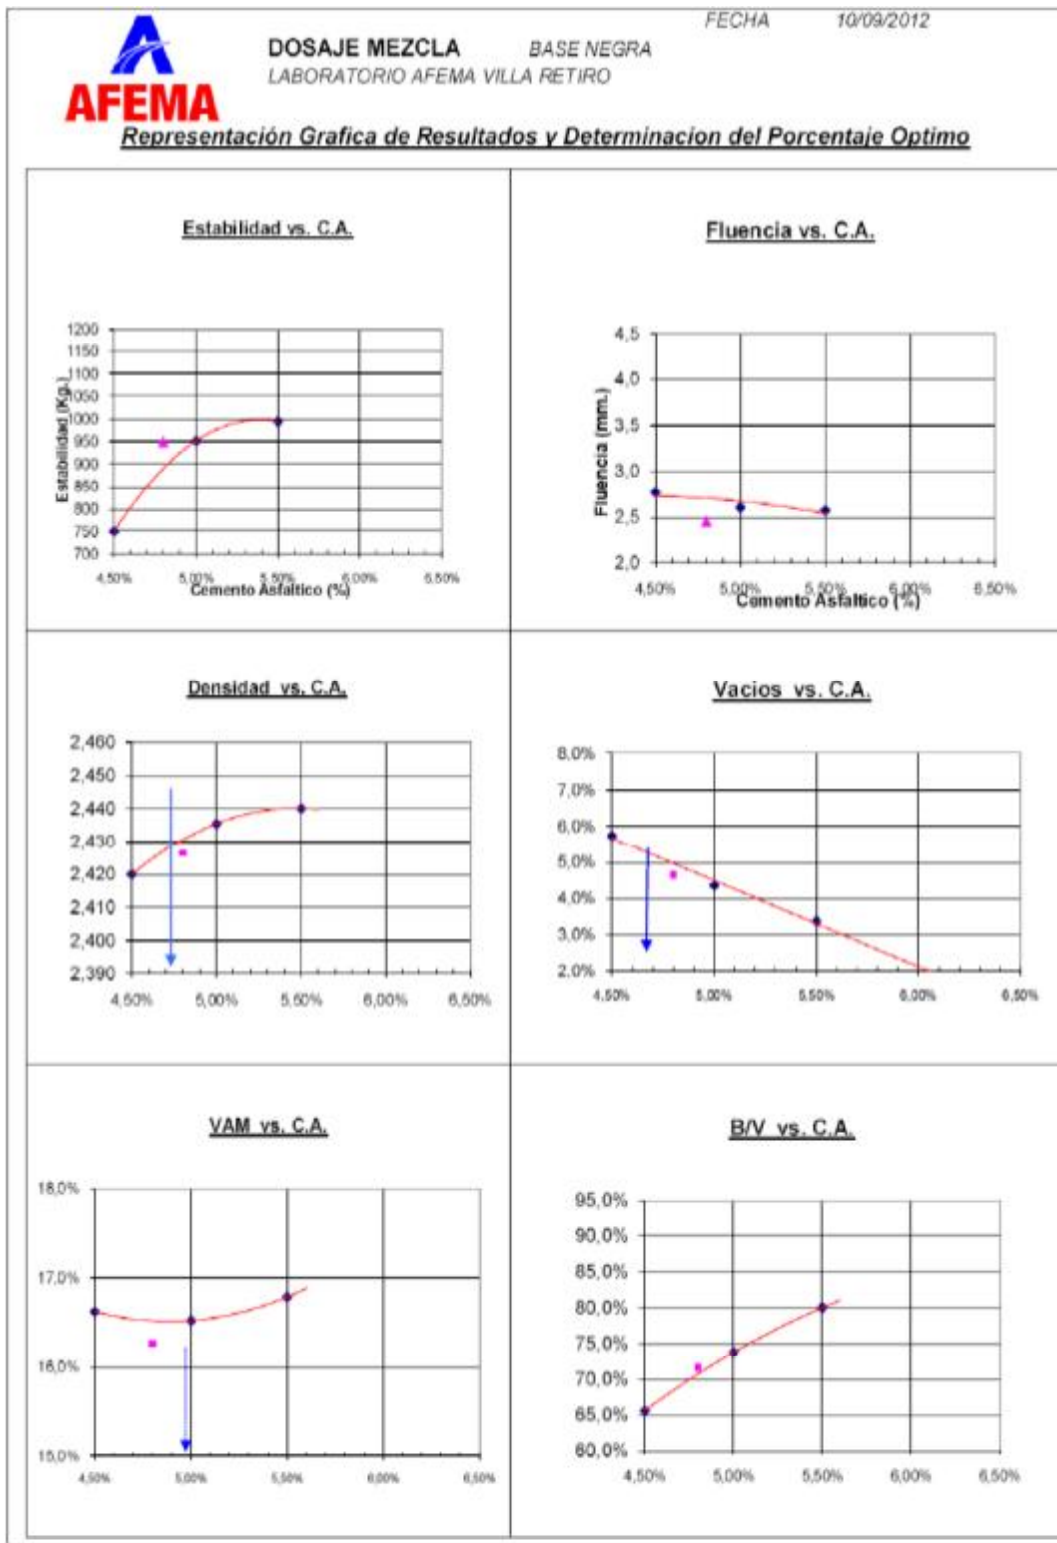 FECHA 10/09/2012
DOSAJE MEZCLA BASE NEGRA
LABORATORIO AFEMA VILLA RETIRO
AFEMA
Representación Grafica de Resultados y Determinacion del Porcentaje Optimo
Estabilidad vs. C.A.
Estabilidad (Kg.)
1200
1150
1100
1050
1000
950
900
850
800
750
700
4,50% 5,00% 5,50% 6,00% 6,50%
Cemento Asfaltico (%)
Fluencia vs. C.A.
Fluencia (mm.)
4,5
4,0
3,5
3,0
2,5
2,0
4,50% 5,00% 5,50% 6,00% 6,50%
Cemento Asfaltico (%)
Densidad vs. C.A.
2,460
2,450
2,440
2,430
2,420
2,410
2,400
2,390
4,50% 5,00% 5,50% 6,00% 6,50%
Vacios vs. C.A.
8,0%
7,0%
6,0%
5,0%
4,0%
3,0%
2,0%
4,50% 5,00% 5,50% 6,00% 6,50%
VAM vs. C.A.
18,0%
17,0%
16,0%
15,0%
4,50% 5,00% 5,50% 6,00% 6,50%
B/V vs. C.A.
95,0%
90,0%
85,0%
80,0%
75,0%
70,0%
65,0%
60,0%
4,50% 5,00% 5,50% 6,00% 6,50%